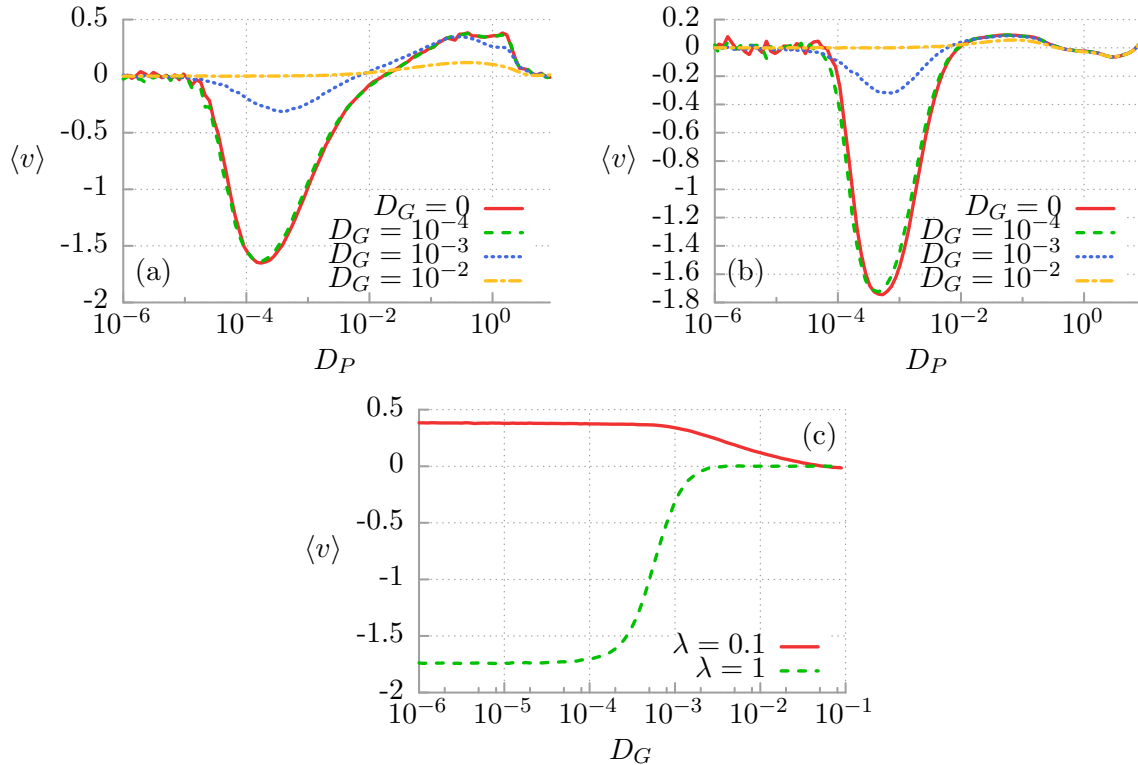 0.5
0
-0.5
-1
-1.5
-2
⟨v⟩
D_G = 0
D_G = 10^-4
D_G = 10^-3
D_G = 10^-2
(a)
10^-6
10^-4
10^-2
10^0
D_P
0.2
0
-0.2
-0.4
-0.6
-0.8
-1
-1.2
-1.4
-1.6
-1.8
⟨v⟩
D_G = 0
D_G = 10^-4
D_G = 10^-3
D_G = 10^-2
(b)
10^-6
10^-4
10^-2
10^0
D_P
0.5
0
-0.5
-1
-1.5
-2
⟨v⟩
(c)
λ = 0.1
λ = 1
10^-6
10^-5
10^-4
10^-3
10^-2
10^-1
D_G